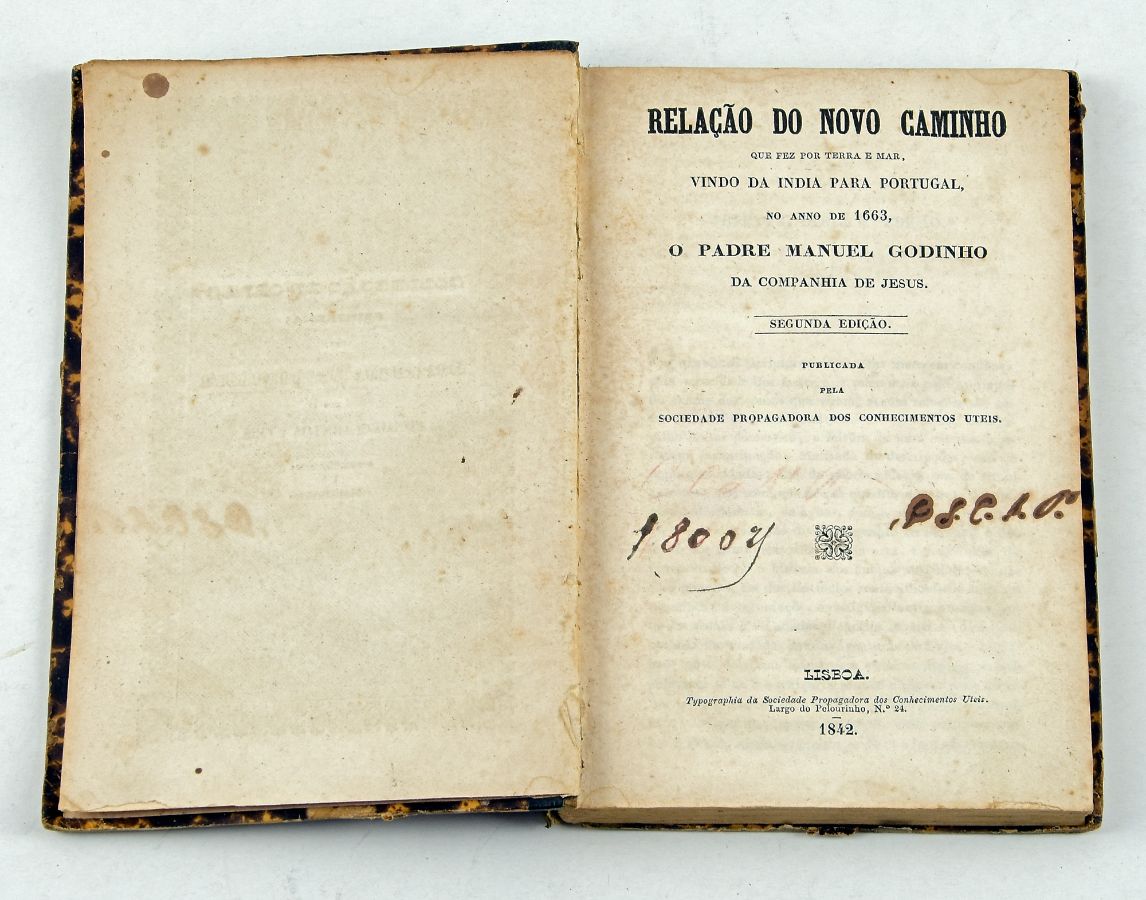 RELAÇÃO DO NOVO CAMINHO
QUE FEZ POR TERRA E MAR,
VINDO DA INDIA PARA PORTUGAL,
NO ANNO DE 1663,
O PADRE MANUEL GODINHO
DA COMPANHIA DE JESUS.
SEGUNDA EDIÇÃO.
PUBLICADA
PELA
SOCIEDADE PROPAGADORA DOS CONHECIMENTOS UTEIS.
LISBOA.
Typographia da Sociedade Propagadora dos Conhecimentos Uteis.
Largo do Pelourinho, N.º 24.
1842.